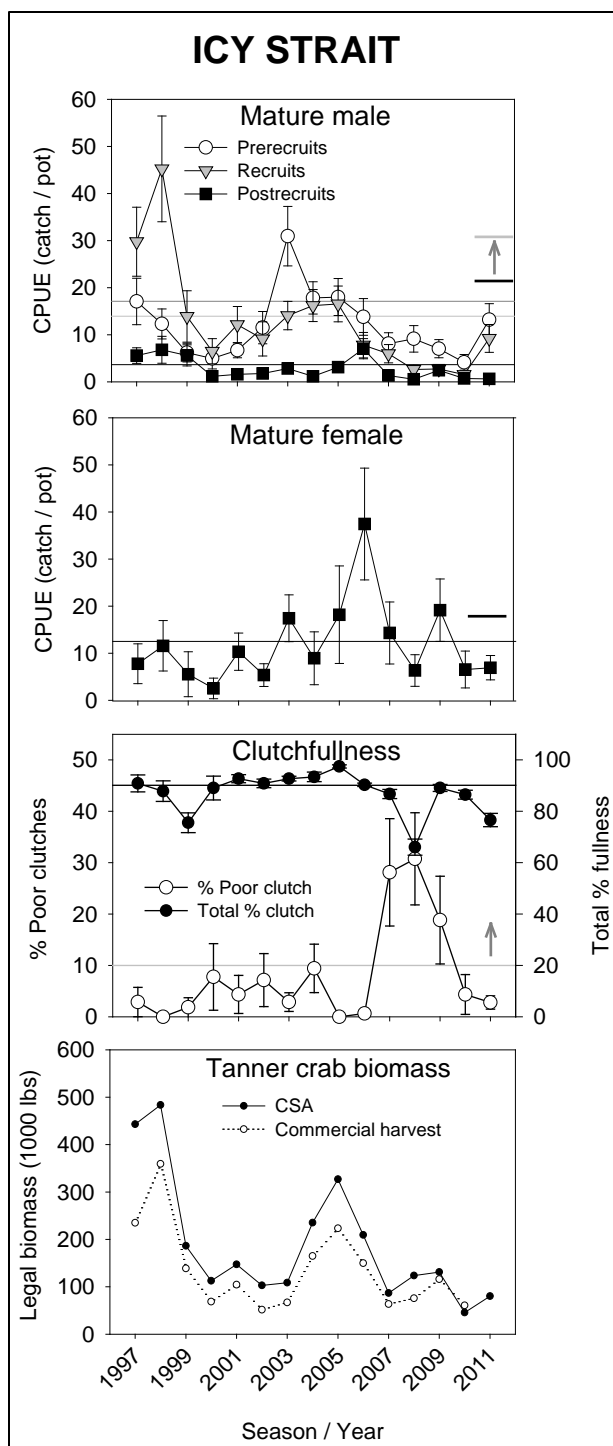 ICY STRAIT
Mature male
Prerecruits
Recruits
Postrecruits
CPUE (catch / pot)
60
50
40
30
20
10
0
Mature female
CPUE (catch / pot)
60
50
40
30
20
10
0
Clutchfullness
% Poor clutch
Total % clutch
% Poor clutches
50
40
30
20
10
0
Total % fullness
100
80
60
40
20
0
Tanner crab biomass
CSA
Commercial harvest
Legal biomass (1000 lbs)
600
500
400
300
200
100
0
1997
1999
2001
2003
2005
2007
2009
2011
Season / Year